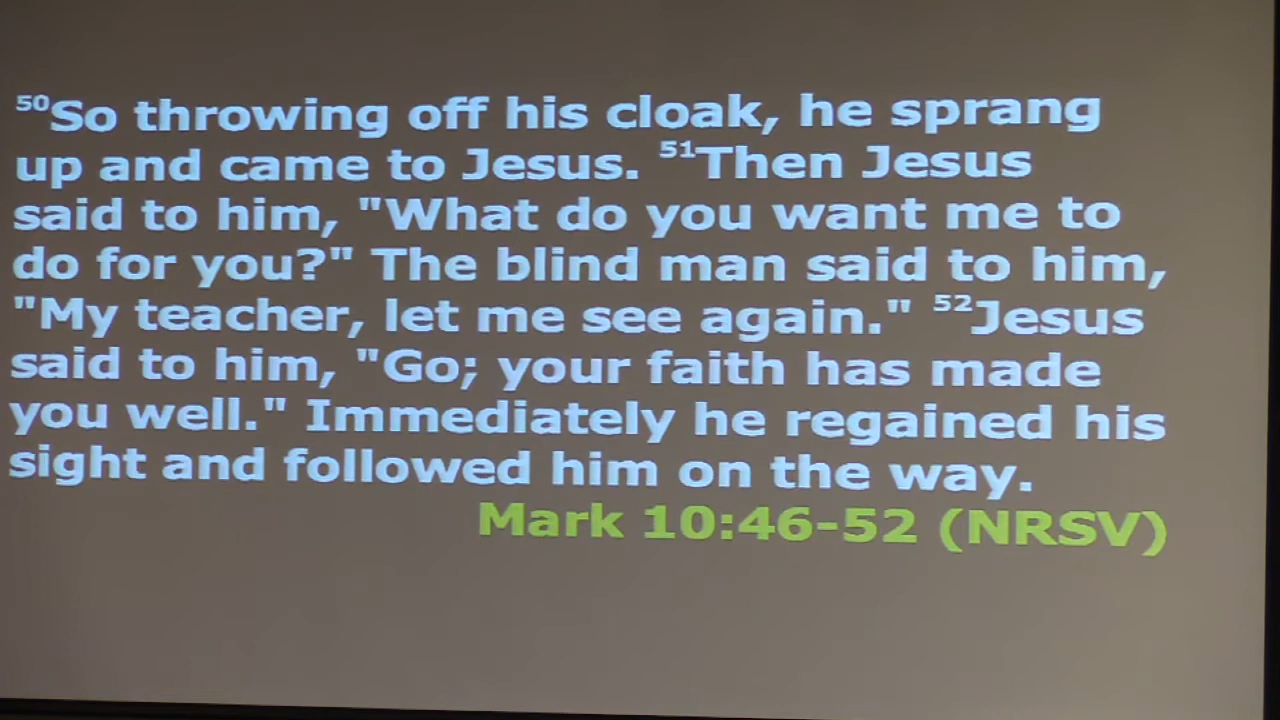 ⁵⁰So throwing off his cloak, he sprang
up and came to Jesus. ⁵¹Then Jesus
said to him, "What do you want me to
do for you?" The blind man said to him,
"My teacher, let me see again." ⁵²Jesus
said to him, "Go; your faith has made
you well." Immediately he regained his
sight and followed him on the way.
Mark 10:46-52 (NRSV)